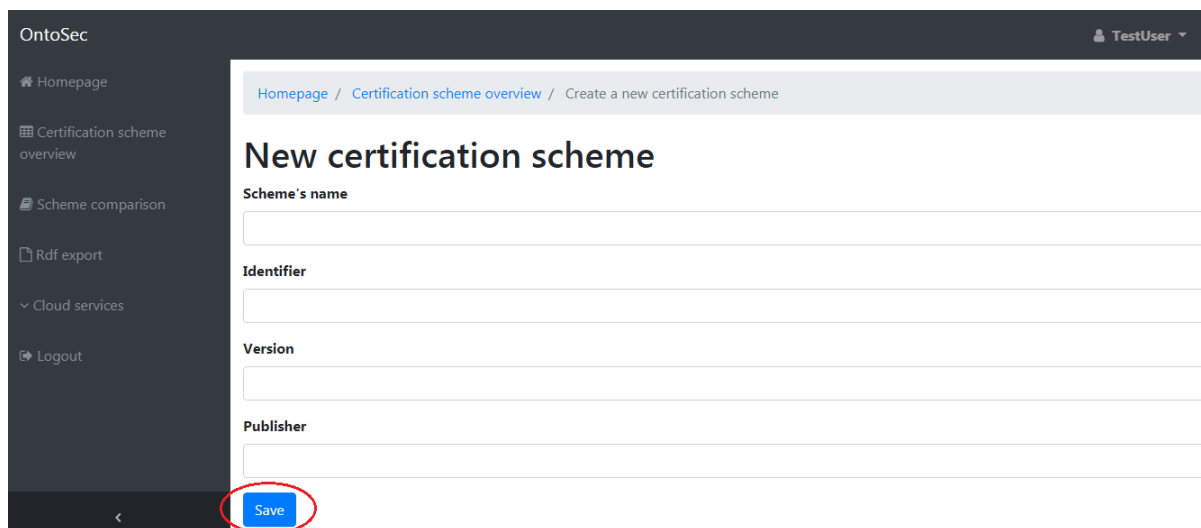 OntoSec
TestUser
Homepage
Certification scheme
overview
Scheme comparison
Rdf export
Cloud services
Logout
Homepage / Certification scheme overview / Create a new certification scheme
New certification scheme
Scheme's name
Identifier
Version
Publisher
Save